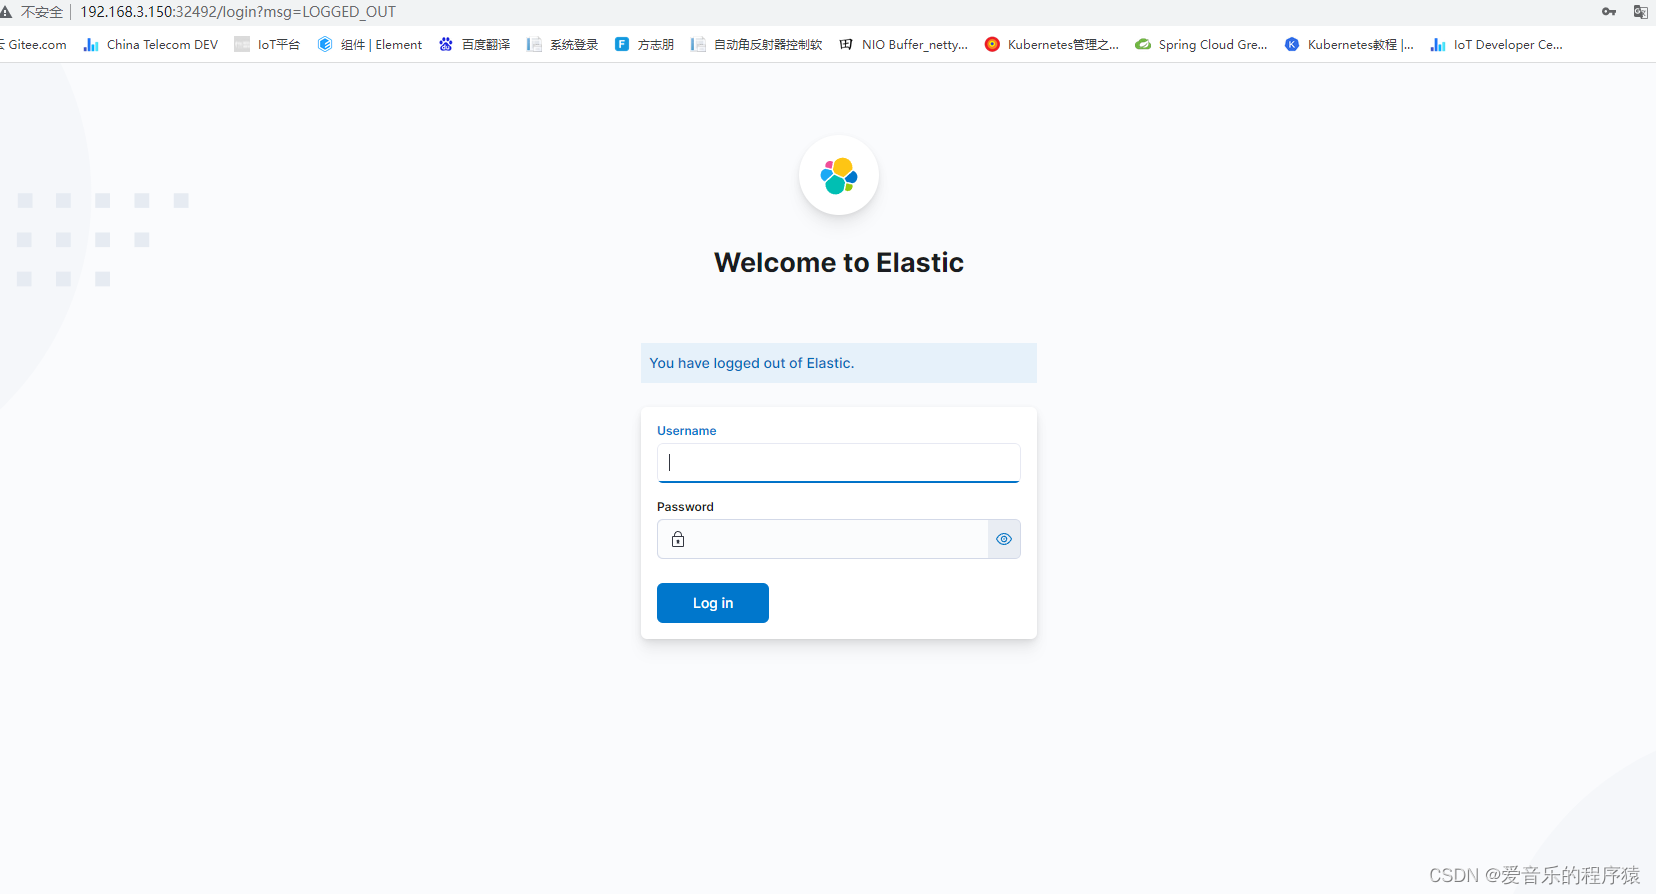 不安全 | 192.168.3.150:32492/login?msg=LOGGED_OUT
Gitee.com China Telecom DEV IoT平台 组件 | Element 百度翻译 系统登录 方志朋 自动角反射器控制软 NIO Buffer_netty... Kubernetes管理之... Spring Cloud Gre... Kubernetes教程 |... IoT Developer Ce...
Welcome to Elastic
You have logged out of Elastic.
Username
Password
Log in
CSDN @爱音乐的程序猿